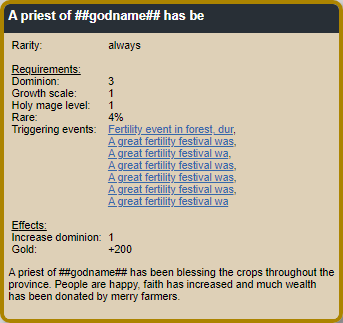 A priest of ##godname## has be
Rarity: always
Requirements:
Dominion: 3
Growth scale: 1
Holy mage level: 1
Rare: 4%
Triggering events: Fertility event in forest, dur,
A great fertility festival was,
A great fertility festival wa,
A great fertility festival was,
A great fertility festival was,
A great fertility festival was,
A great fertility festival wa
Effects:
Increase dominion: 1
Gold: +200
A priest of ##godname## has been blessing the crops throughout the
province. People are happy, faith has increased and much wealth
has been donated by merry farmers.